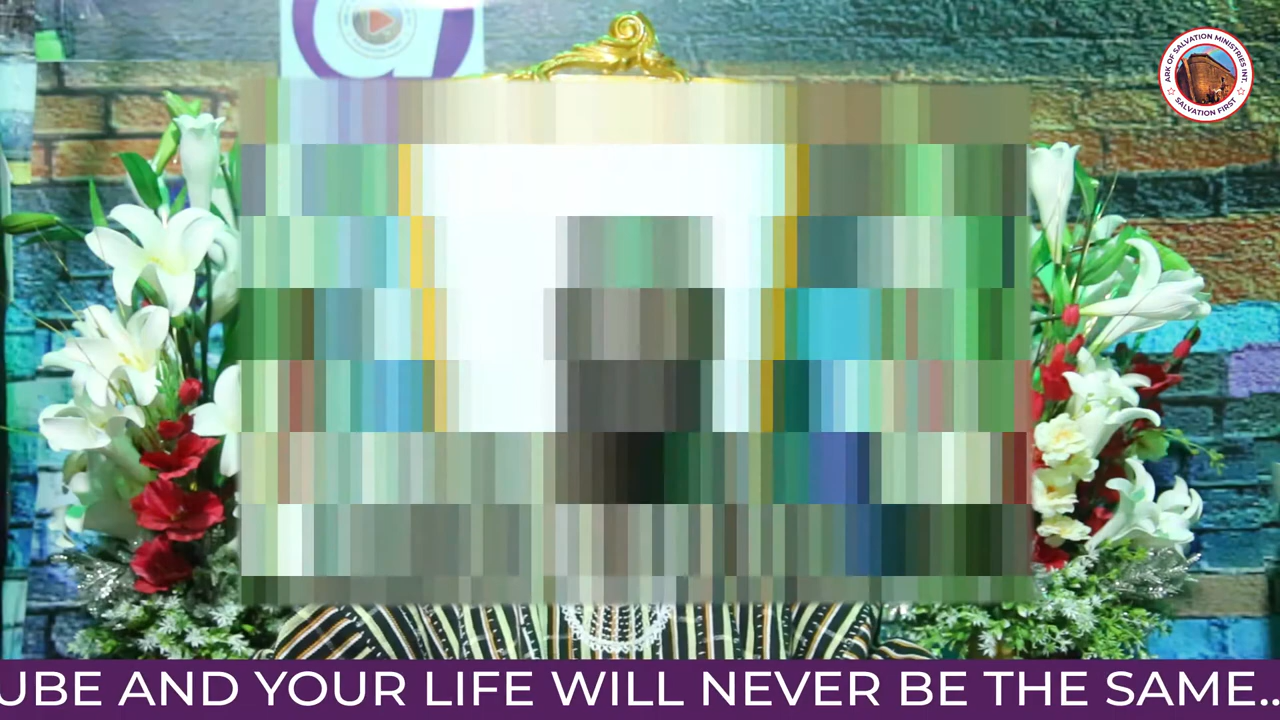 ARK OF SALVATION MINISTRIES INT.
SALVATION FIRST
UBE AND YOUR LIFE WILL NEVER BE THE SAME..